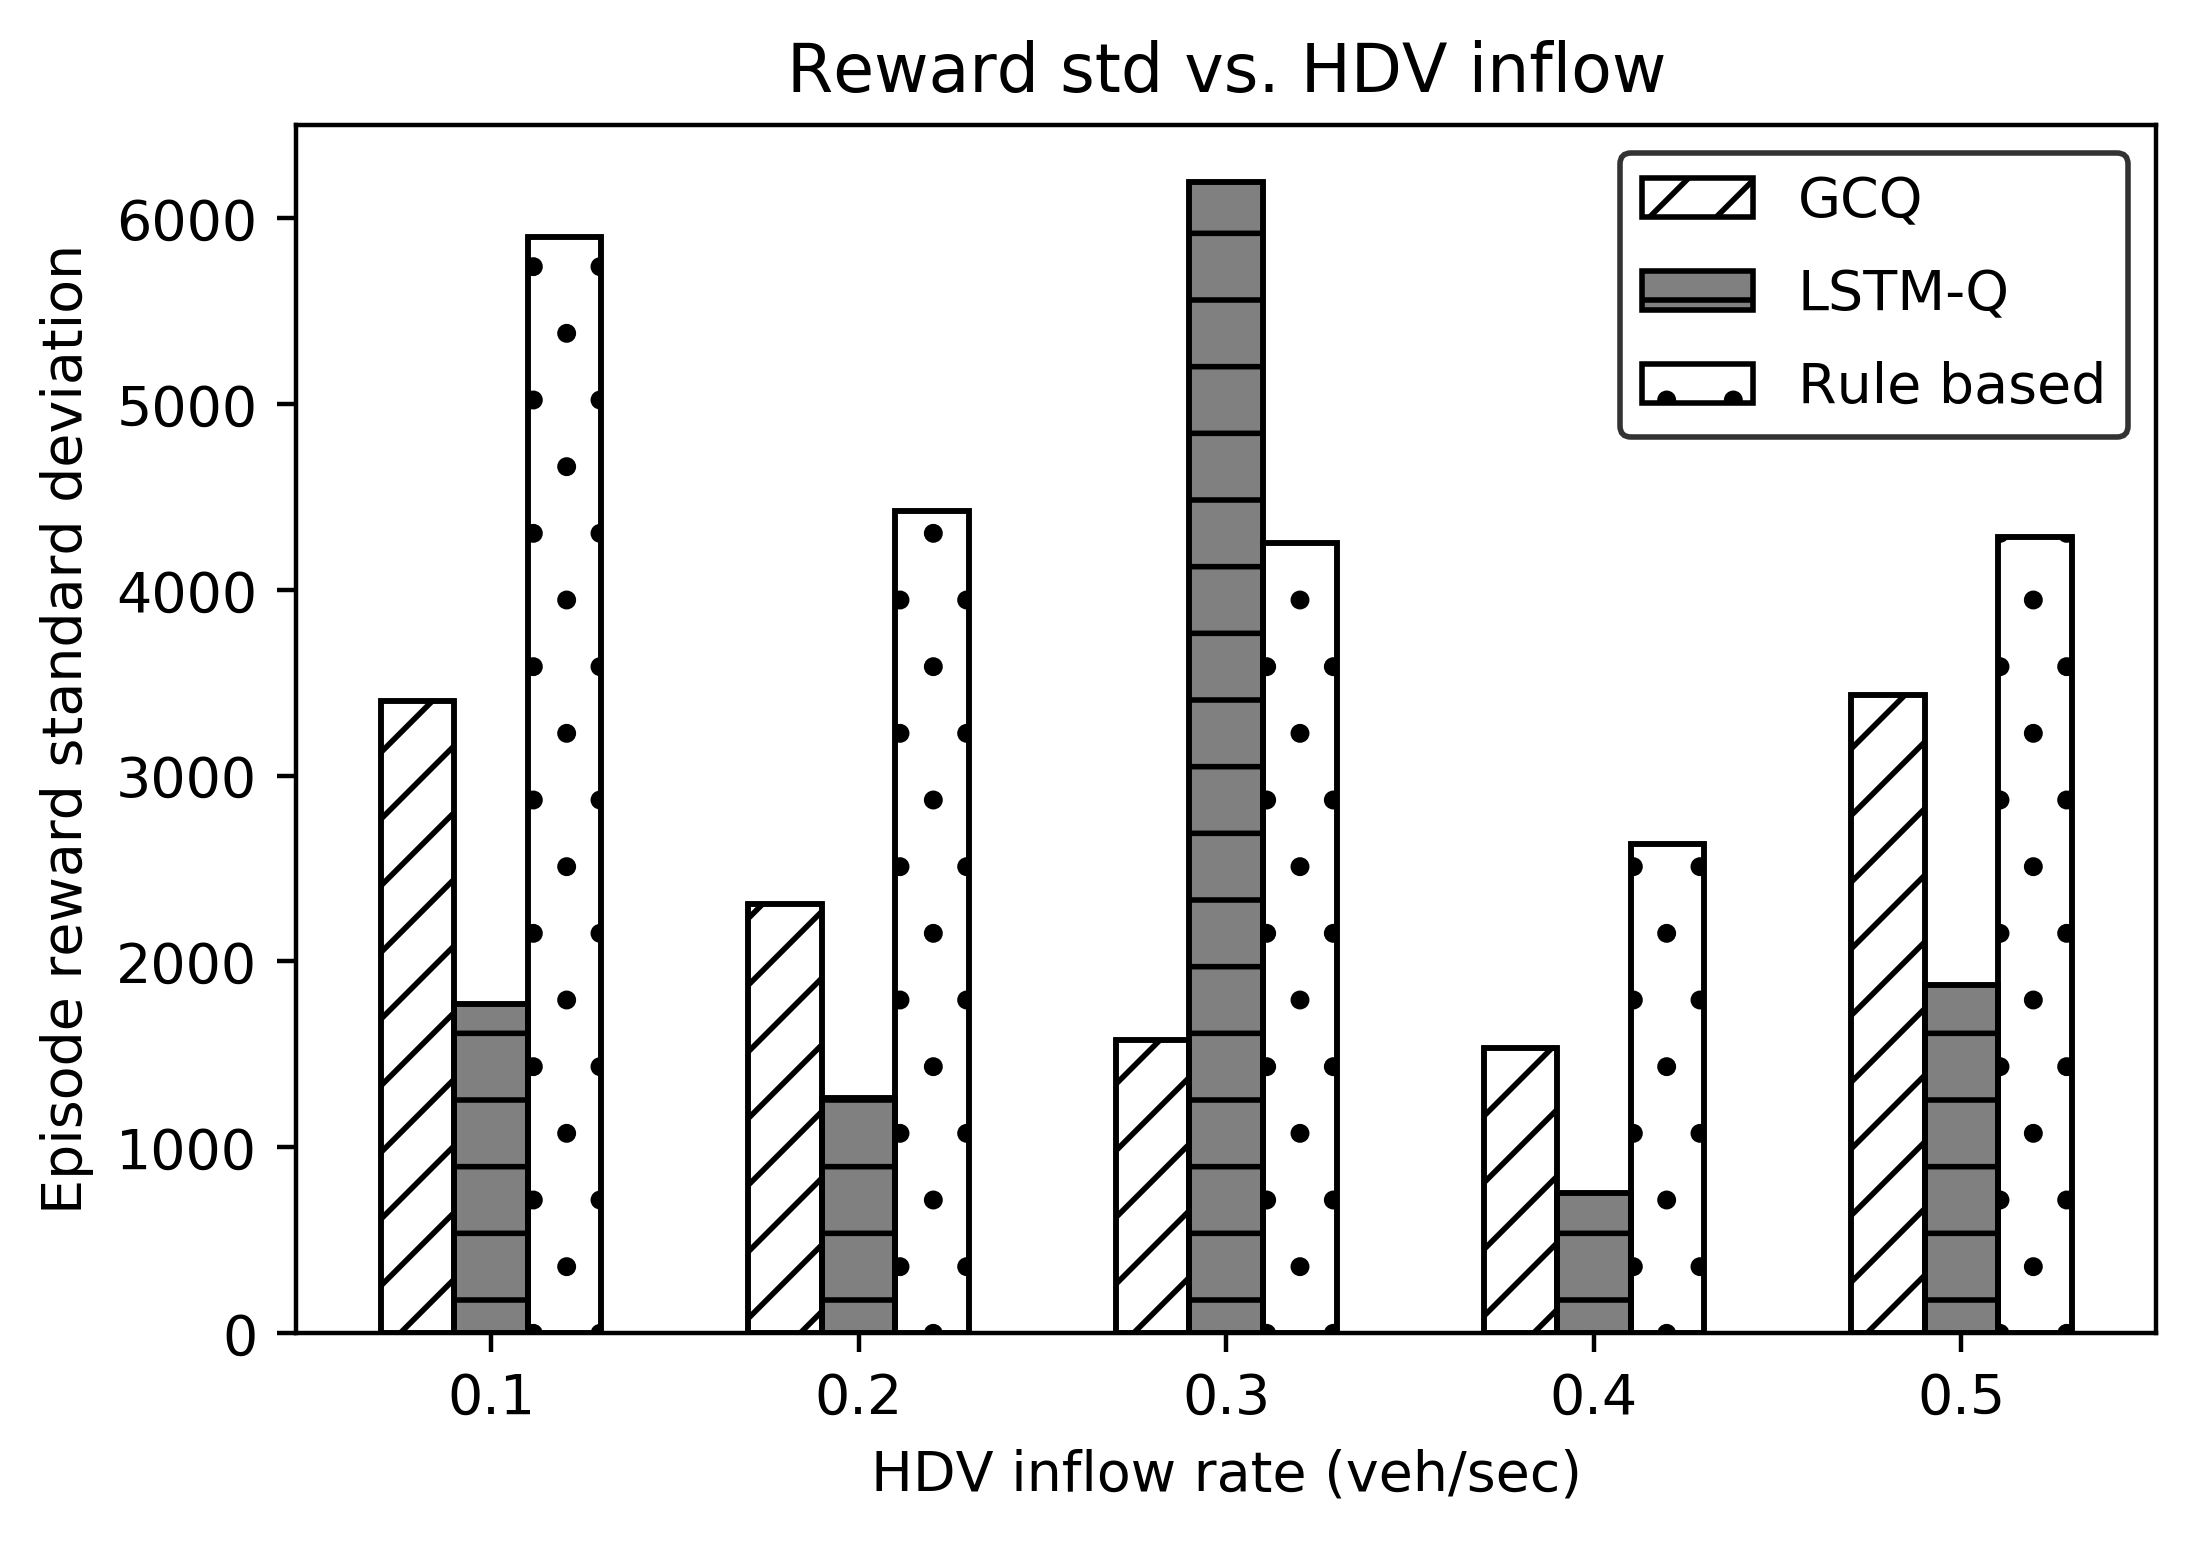 Reward std vs. HDV inflow
GCQ
LSTM-Q
Rule based
Episode reward standard deviation
6000
5000
4000
3000
2000
1000
0
0.1 0.2 0.3 0.4 0.5
HDV inflow rate (veh/sec)